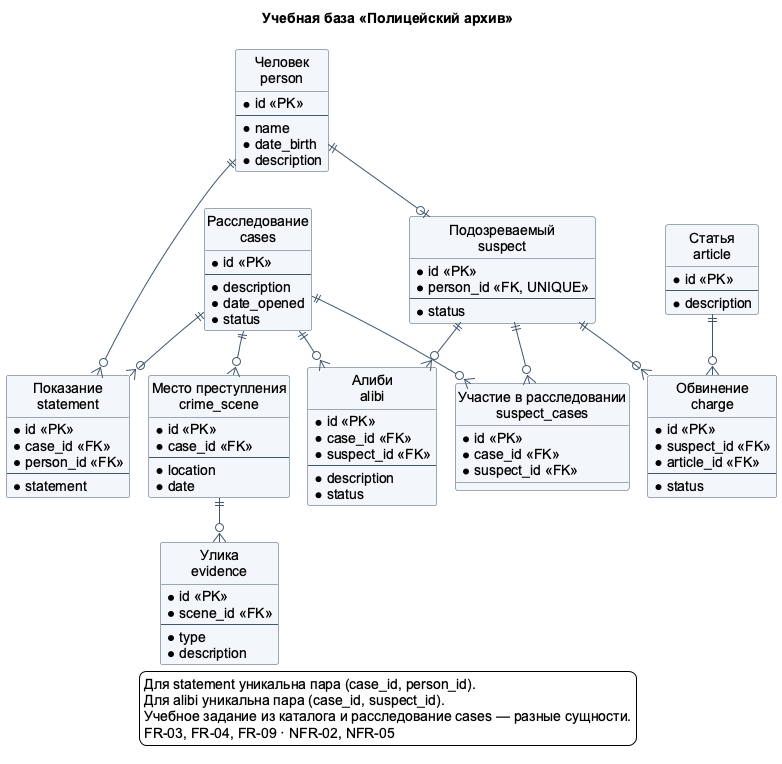 Учебная база «Полицейский архив»
Человек
person
id «PK»
name
date_birth
description
Расследование
cases
id «PK»
description
date_opened
status
Подозреваемый
suspect
id «PK»
person_id «FK, UNIQUE»
status
Статья
article
id «PK»
description
Показание
statement
id «PK»
case_id «FK»
person_id «FK»
statement
Место преступления
crime_scene
id «PK»
case_id «FK»
location
date
Алиби
alibi
id «PK»
case_id «FK»
suspect_id «FK»
description
status
Участие в расследовании
suspect_cases
id «PK»
case_id «FK»
suspect_id «FK»
Обвинение
charge
id «PK»
suspect_id «FK»
article_id «FK»
status
Улика
evidence
id «PK»
scene_id «FK»
type
description
Для statement уникальна пара (case_id, person_id).
Для alibi уникальна пара (case_id, suspect_id).
Учебное задание из каталога и расследование cases — разные сущности.
FR-03, FR-04, FR-09 · NFR-02, NFR-05